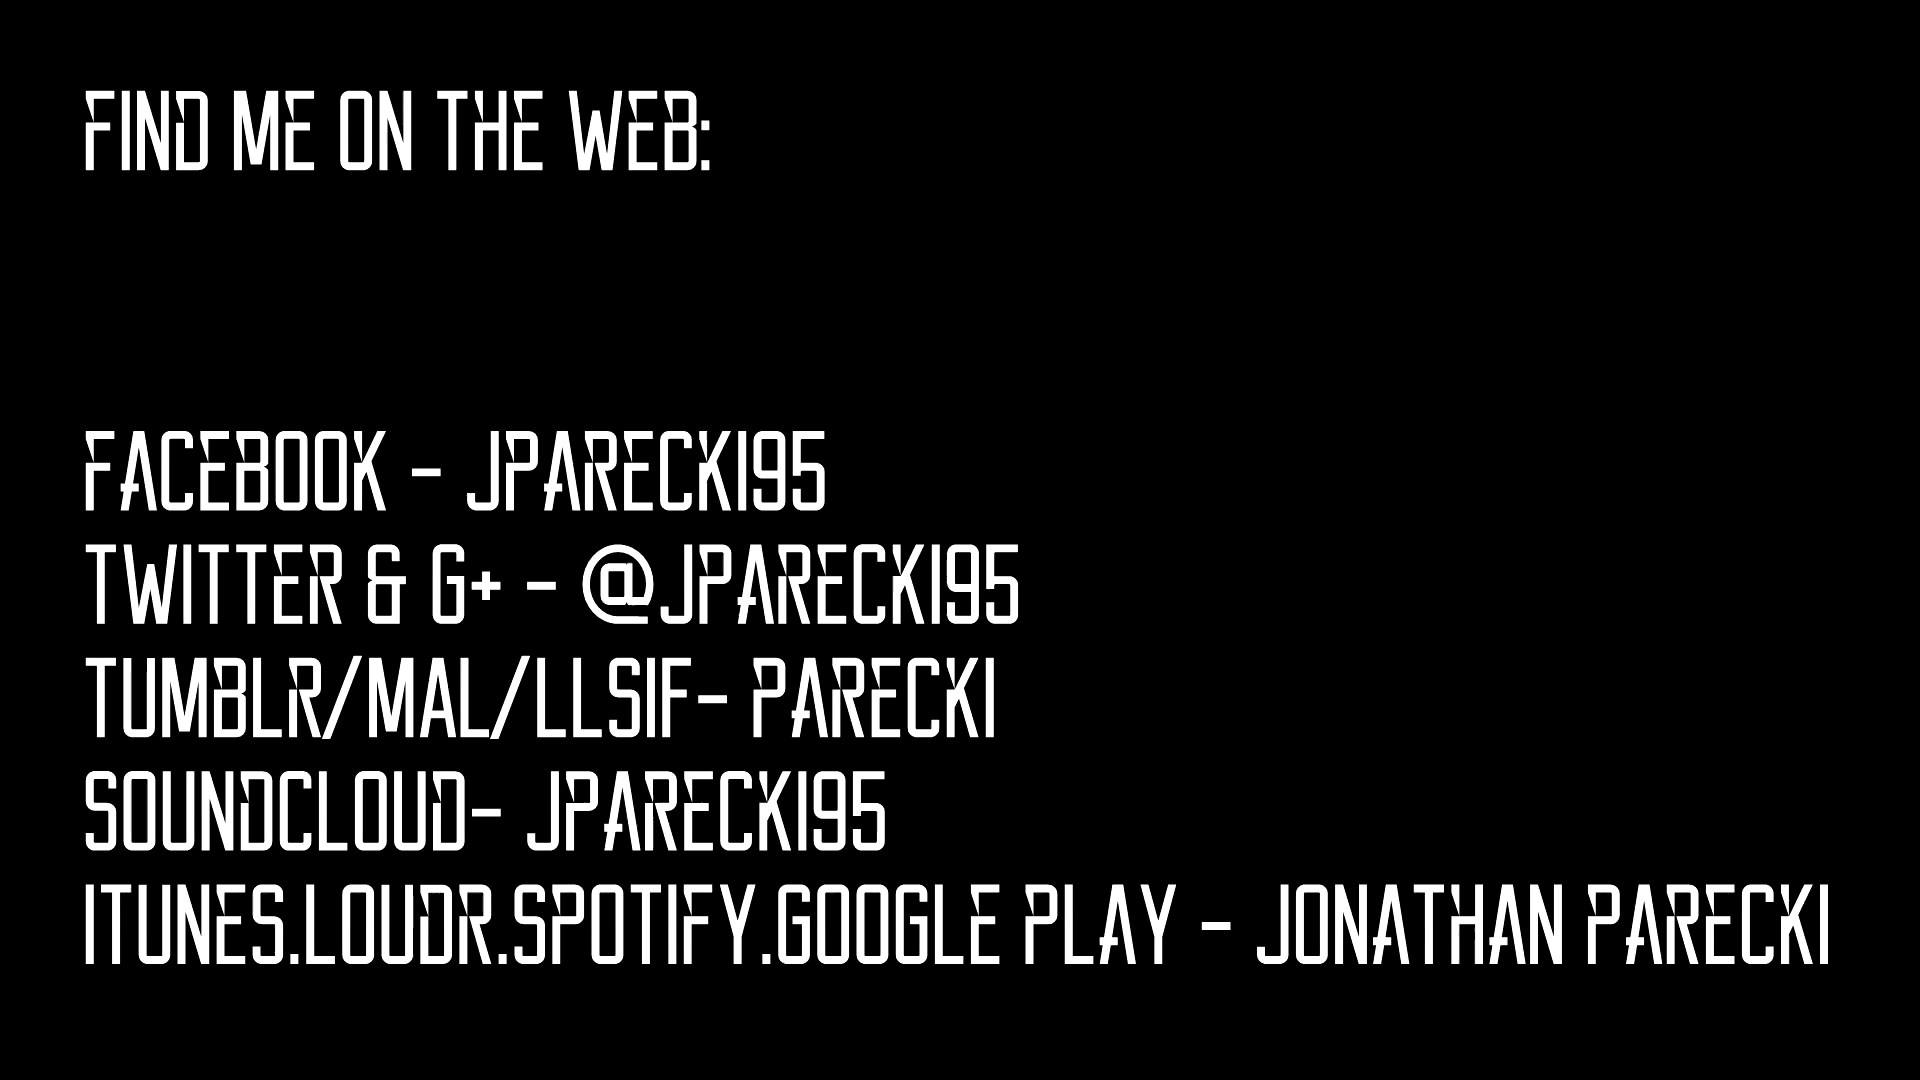 FIND ME ON THE WEB:
FACEBOOK - JPARECKI95
TWITTER & G+ - @JPARECKI95
TUMBLR/MAL/LLSIF- PARECKI
SOUNDCLOUD- JPARECKI95
ITUNES.LOUDR.SPOTIFY.GOOGLE PLAY - JONATHAN PARECKI